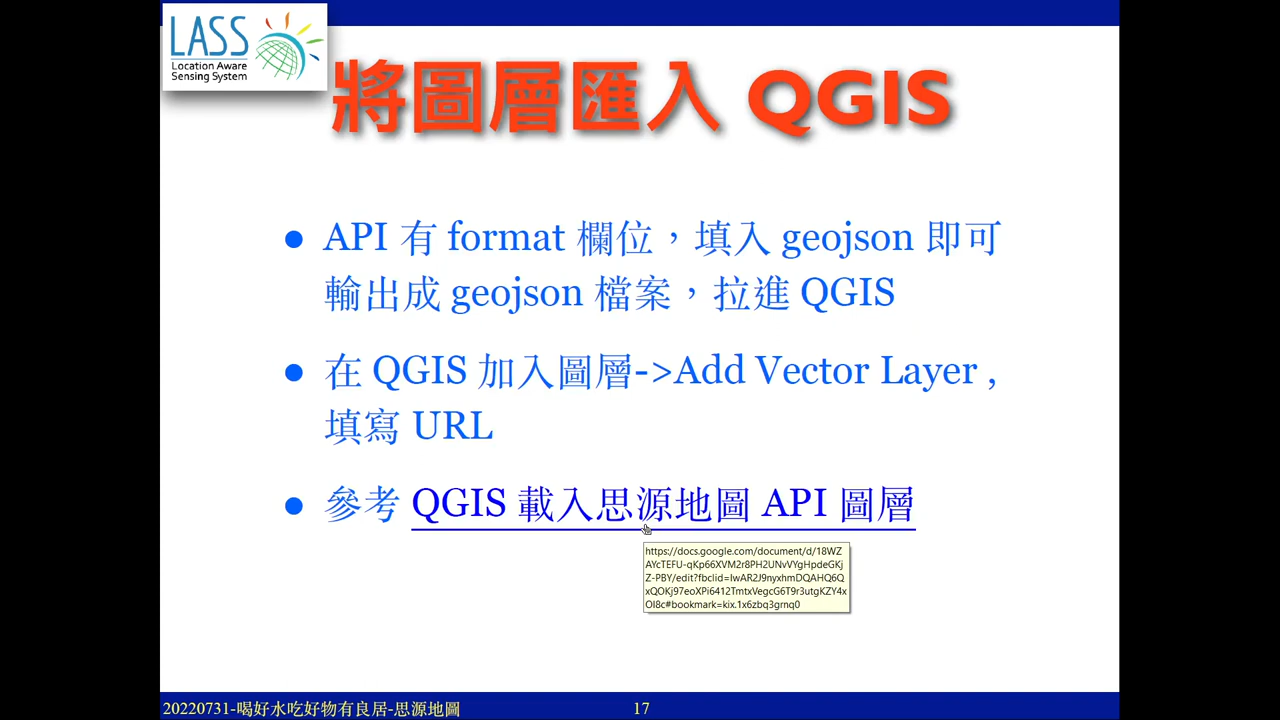 LASS
Location Aware
Sensing System
將圖層匯入 QGIS
● API 有 format 欄位，填入 geojson 即可
輸出成 geojson 檔案，拉進 QGIS
● 在 QGIS 加入圖層->Add Vector Layer ,
填寫 URL
● 參考 QGIS 載入思源地圖 API 圖層
https://docs.google.com/document/d/18WZ
AYcTEFU-qKp66XVM2r8PH2UNvVYgHpdeGKj
Z-PBY/edit?fbclid=IwAR2J9nyxhmDQAHQ6Q
xQOKj97eoXPi6412TmtxVegcG6T9r3utgKZY4x
OI8c#bookmark=kix.1x6zbq3grnq0
20220731-喝好水吃好物有良居-思源地圖
17